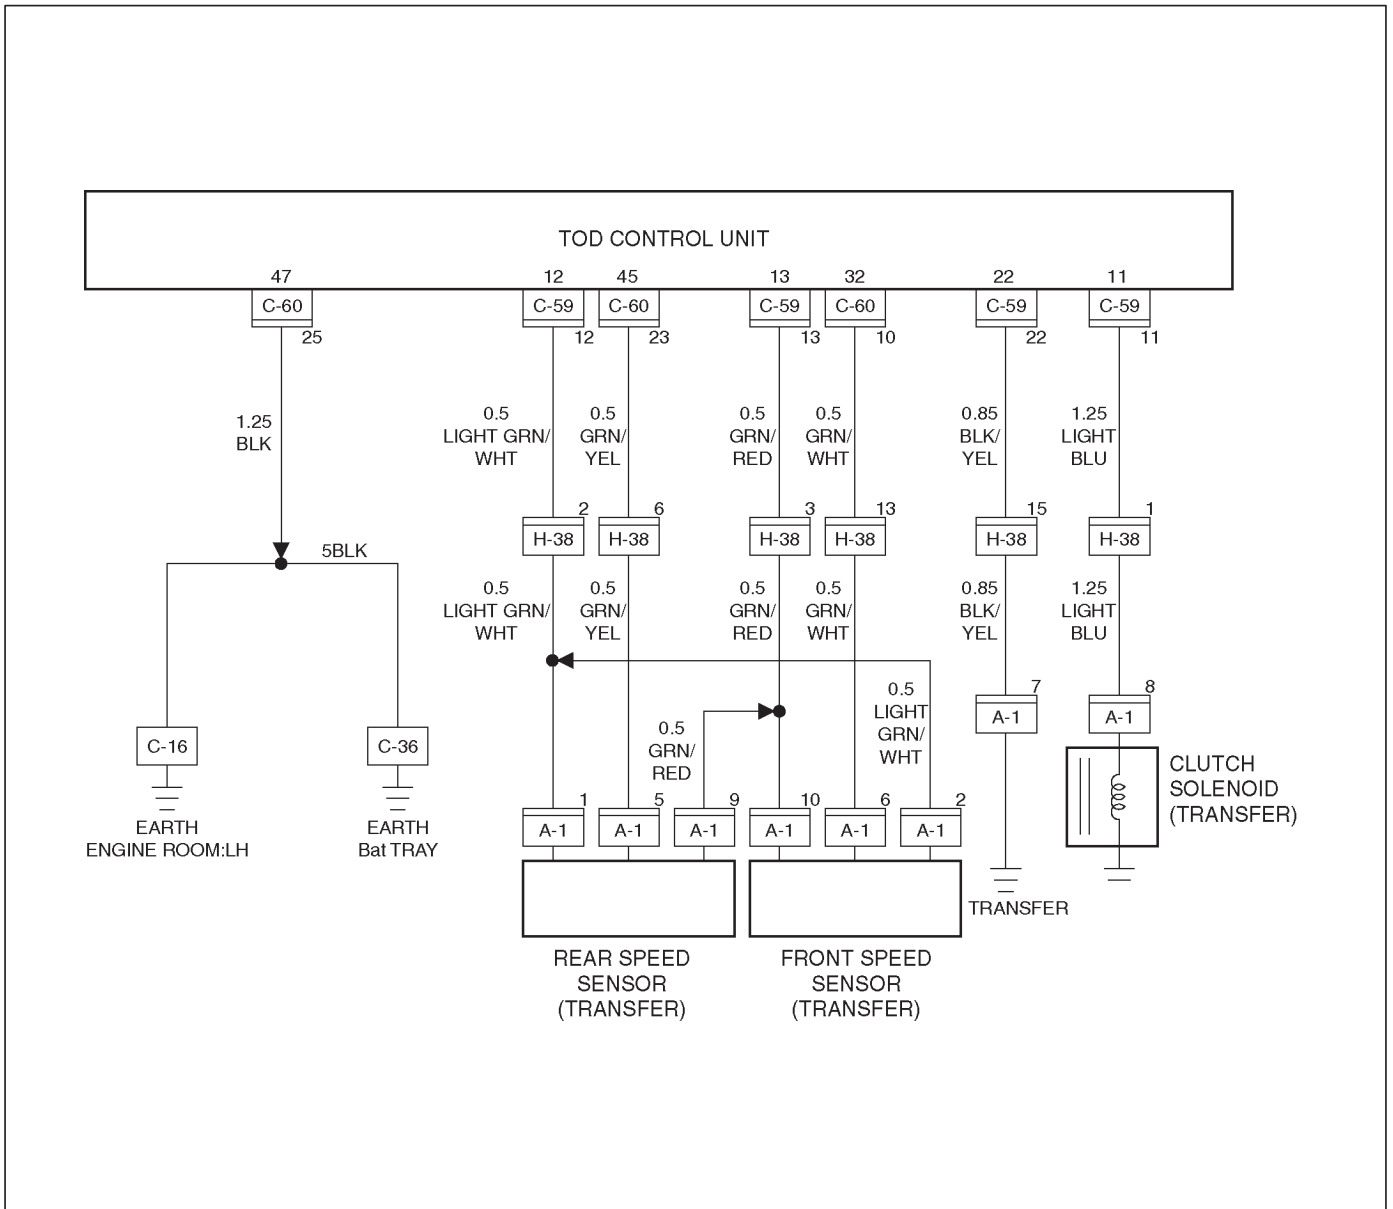 TOD CONTROL UNIT
47 12 45 13 32 22 11
C-60 C-59 C-60 C-59 C-60 C-59 C-59
25 12 23 13 10 22 11
1.25
BLK
0.5
LIGHT GRN/
WHT
0.5
GRN/
YEL
0.5
GRN/
RED
0.5
GRN/
WHT
0.85
BLK/
YEL
1.25
LIGHT
BLU
2 6 3 13 15 1
H-38 H-38 H-38 H-38 H-38 H-38
5BLK
0.5
LIGHT GRN/
WHT
0.5
GRN/
YEL
0.5
GRN/
RED
0.5
GRN/
WHT
0.85
BLK/
YEL
1.25
LIGHT
BLU
0.5
GRN/
RED
0.5
LIGHT
GRN/
WHT
7 8
A-1 A-1
C-16 C-36
EARTH
ENGINE ROOM:LH
EARTH
Bat TRAY
CLUTCH
SOLENOID
(TRANSFER)
1 5 9 10 6 2
A-1 A-1 A-1 A-1 A-1 A-1
TRANSFER
REAR SPEED
SENSOR
(TRANSFER)
FRONT SPEED
SENSOR
(TRANSFER)